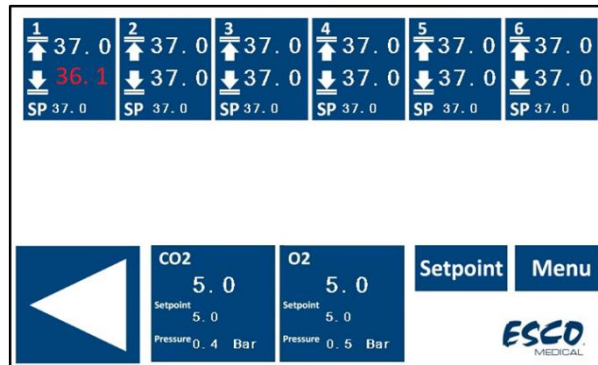 1 37.0 36.1 SP 37.0
2 37.0 37.0 SP 37.0
3 37.0 37.0 SP 37.0
4 37.0 37.0 SP 37.0
5 37.0 37.0 SP 37.0
6 37.0 37.0 SP 37.0
CO2
5.0
Setpoint
5.0
Pressure 0.4 Bar
O2
5.0
Setpoint
5.0
Pressure 0.5 Bar
Setpoint
Menu
ESCO
MEDICAL